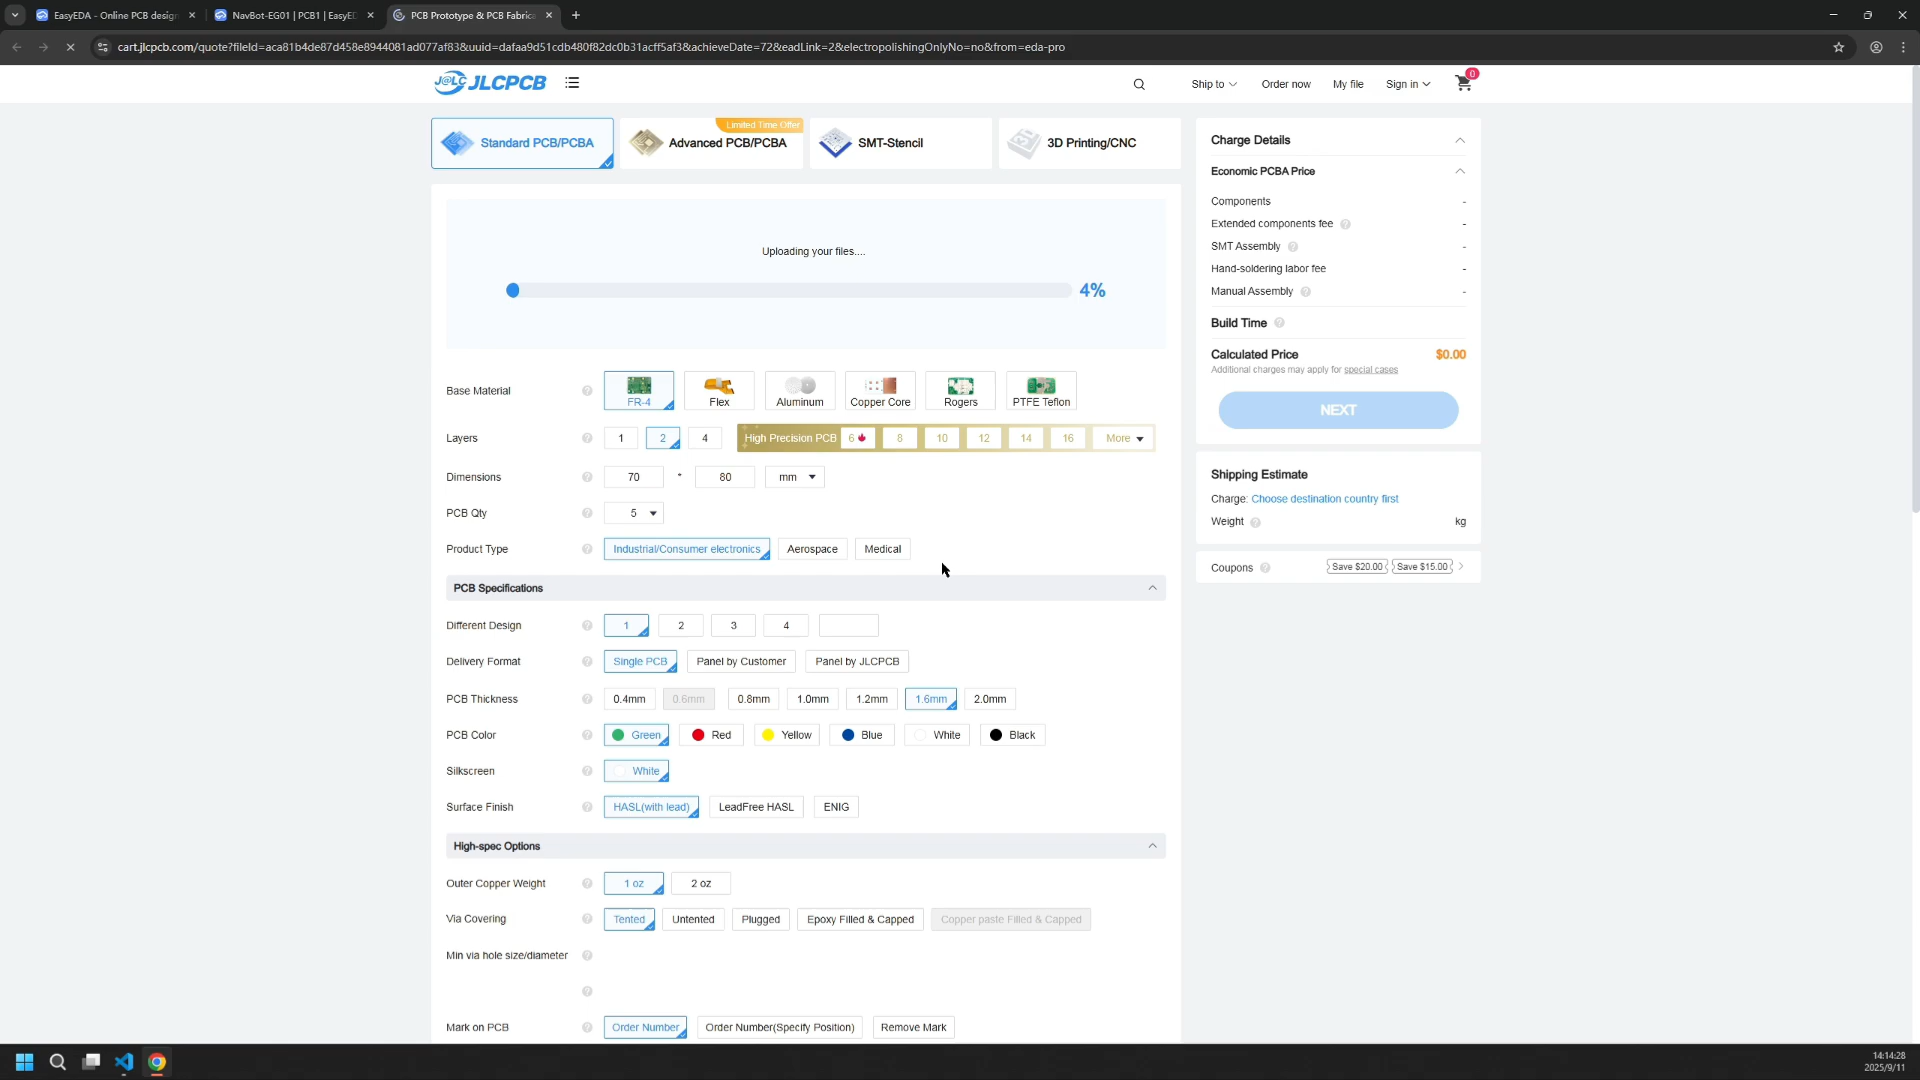 EasyEDA - Online PCB design
NavBot-EG01 | PCB1 | EasyED
PCB Prototype & PCB Fabrica
cart.jlcpcb.com/quote?fileId=aca81b4de87d458e8944081ad077af83&uuid=dafaa9d51cdb480f82dc0b31acff5af3&achieveDate=72&eadLink=2&electropolishingOnlyNo=no&from=eda-pro
J@LC JLCPCB
Ship to
Order now
My file
Sign in
0
Standard PCB/PCBA
Limited Time Offer
Advanced PCB/PCBA
SMT-Stencil
3D Printing/CNC
Uploading your files....
4%
Base Material
FR-4
Flex
Aluminum
Copper Core
Rogers
PTFE Teflon
Layers
1
2
4
High Precision PCB
6
8
10
12
14
16
More
Dimensions
70
*
80
mm
PCB Qty
5
Product Type
Industrial/Consumer electronics
Aerospace
Medical
PCB Specifications
Different Design
1
2
3
4
Delivery Format
Single PCB
Panel by Customer
Panel by JLCPCB
PCB Thickness
0.4mm
0.6mm
0.8mm
1.0mm
1.2mm
1.6mm
2.0mm
PCB Color
Green
Red
Yellow
Blue
White
Black
Silkscreen
White
Surface Finish
HASL(with lead)
LeadFree HASL
ENIG
High-spec Options
Outer Copper Weight
1 oz
2 oz
Via Covering
Tented
Untented
Plugged
Epoxy Filled & Capped
Copper paste Filled & Capped
Min via hole size/diameter
Mark on PCB
Order Number
Order Number(Specify Position)
Remove Mark
Charge Details
Economic PCBA Price
Components -
Extended components fee -
SMT Assembly -
Hand-soldering labor fee -
Manual Assembly -
Build Time
Calculated Price $0.00
Additional charges may apply for special cases
NEXT
Shipping Estimate
Charge: Choose destination country first
Weight kg
Coupons
Save $20.00
Save $15.00
14:14:28
2025/9/11